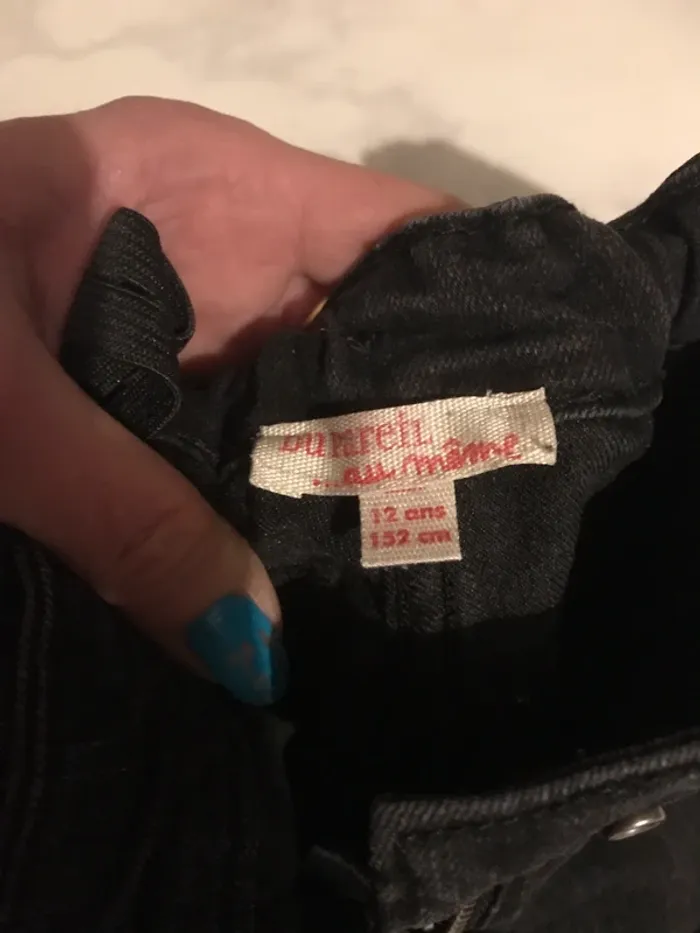 DU PAREIL
...au même
12 ans
152 cm